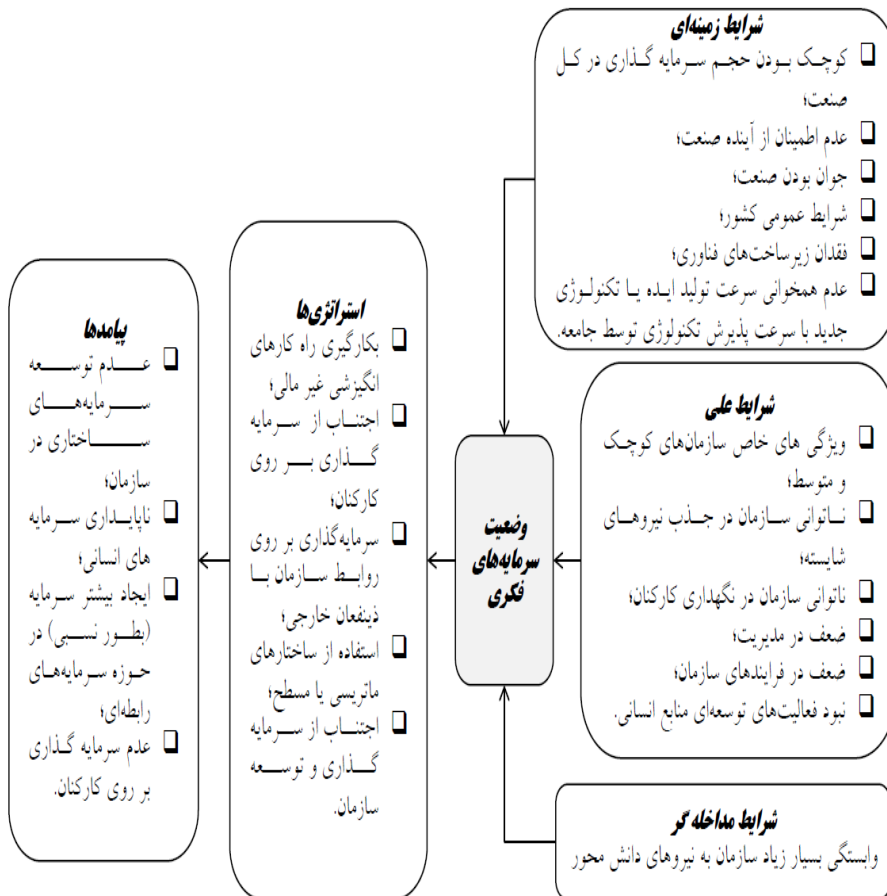 شرایط زمینه‌ای
کوچک بودن حجم سرمایه گذاری در کل
صنعت؛
عدم اطمینان از آینده صنعت؛
جوان بودن صنعت؛
شرایط عمومی کشور؛
فقدان زیرساخت‌های فناوری؛
عدم همخوانی سرعت تولید ایده یا تکنولوژی
جدید با سرعت پذیرش تکنولوژی توسط جامعه.
شرایط علی
ویژگی های خاص سازمان‌های کوچک
و متوسط؛
ناتوانی سازمان در جذب نیروهای
شایسته؛
ناتوانی سازمان در نگهداری کارکنان؛
ضعف در مدیریت؛
ضعف در فرایندهای سازمان؛
نبود فعالیت‌های توسعه‌ای منابع انسانی.
شرایط مداخله گر
وابستگی بسیار زیاد سازمان به نیروهای دانش محور
وضعیت
سرمایه‌های
فکری
استراتژی‌ها
بکارگیری راه کارهای
انگیزشی غیر مالی؛
اجتناب از سرمایه
گذاری بر روی
کارکنان؛
سرمایه‌گذاری بر روی
روابط سازمان با
ذینفعان خارجی؛
استفاده از ساختارهای
ماتریسی یا مسطح؛
اجتناب از سرمایه
گذاری و توسعه
سازمان.
پیامدها
عدم توسعه
سرمایه‌های
ساختاری در
سازمان؛
ناپایداری سرمایه
های انسانی؛
ایجاد بیشتر سرمایه
(بطور نسبی) در
حوزه سرمایه‌های
رابطه‌ای؛
عدم سرمایه گذاری
بر روی کارکنان.